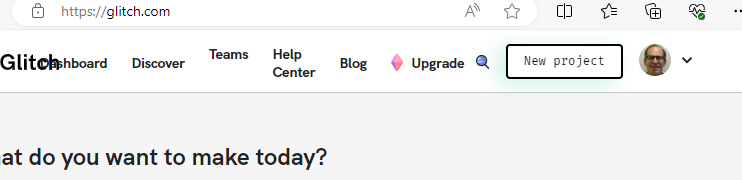 https://glitch.com
Glitch Dashboard Discover Teams Help Center Blog Upgrade New project
at do you want to make today?